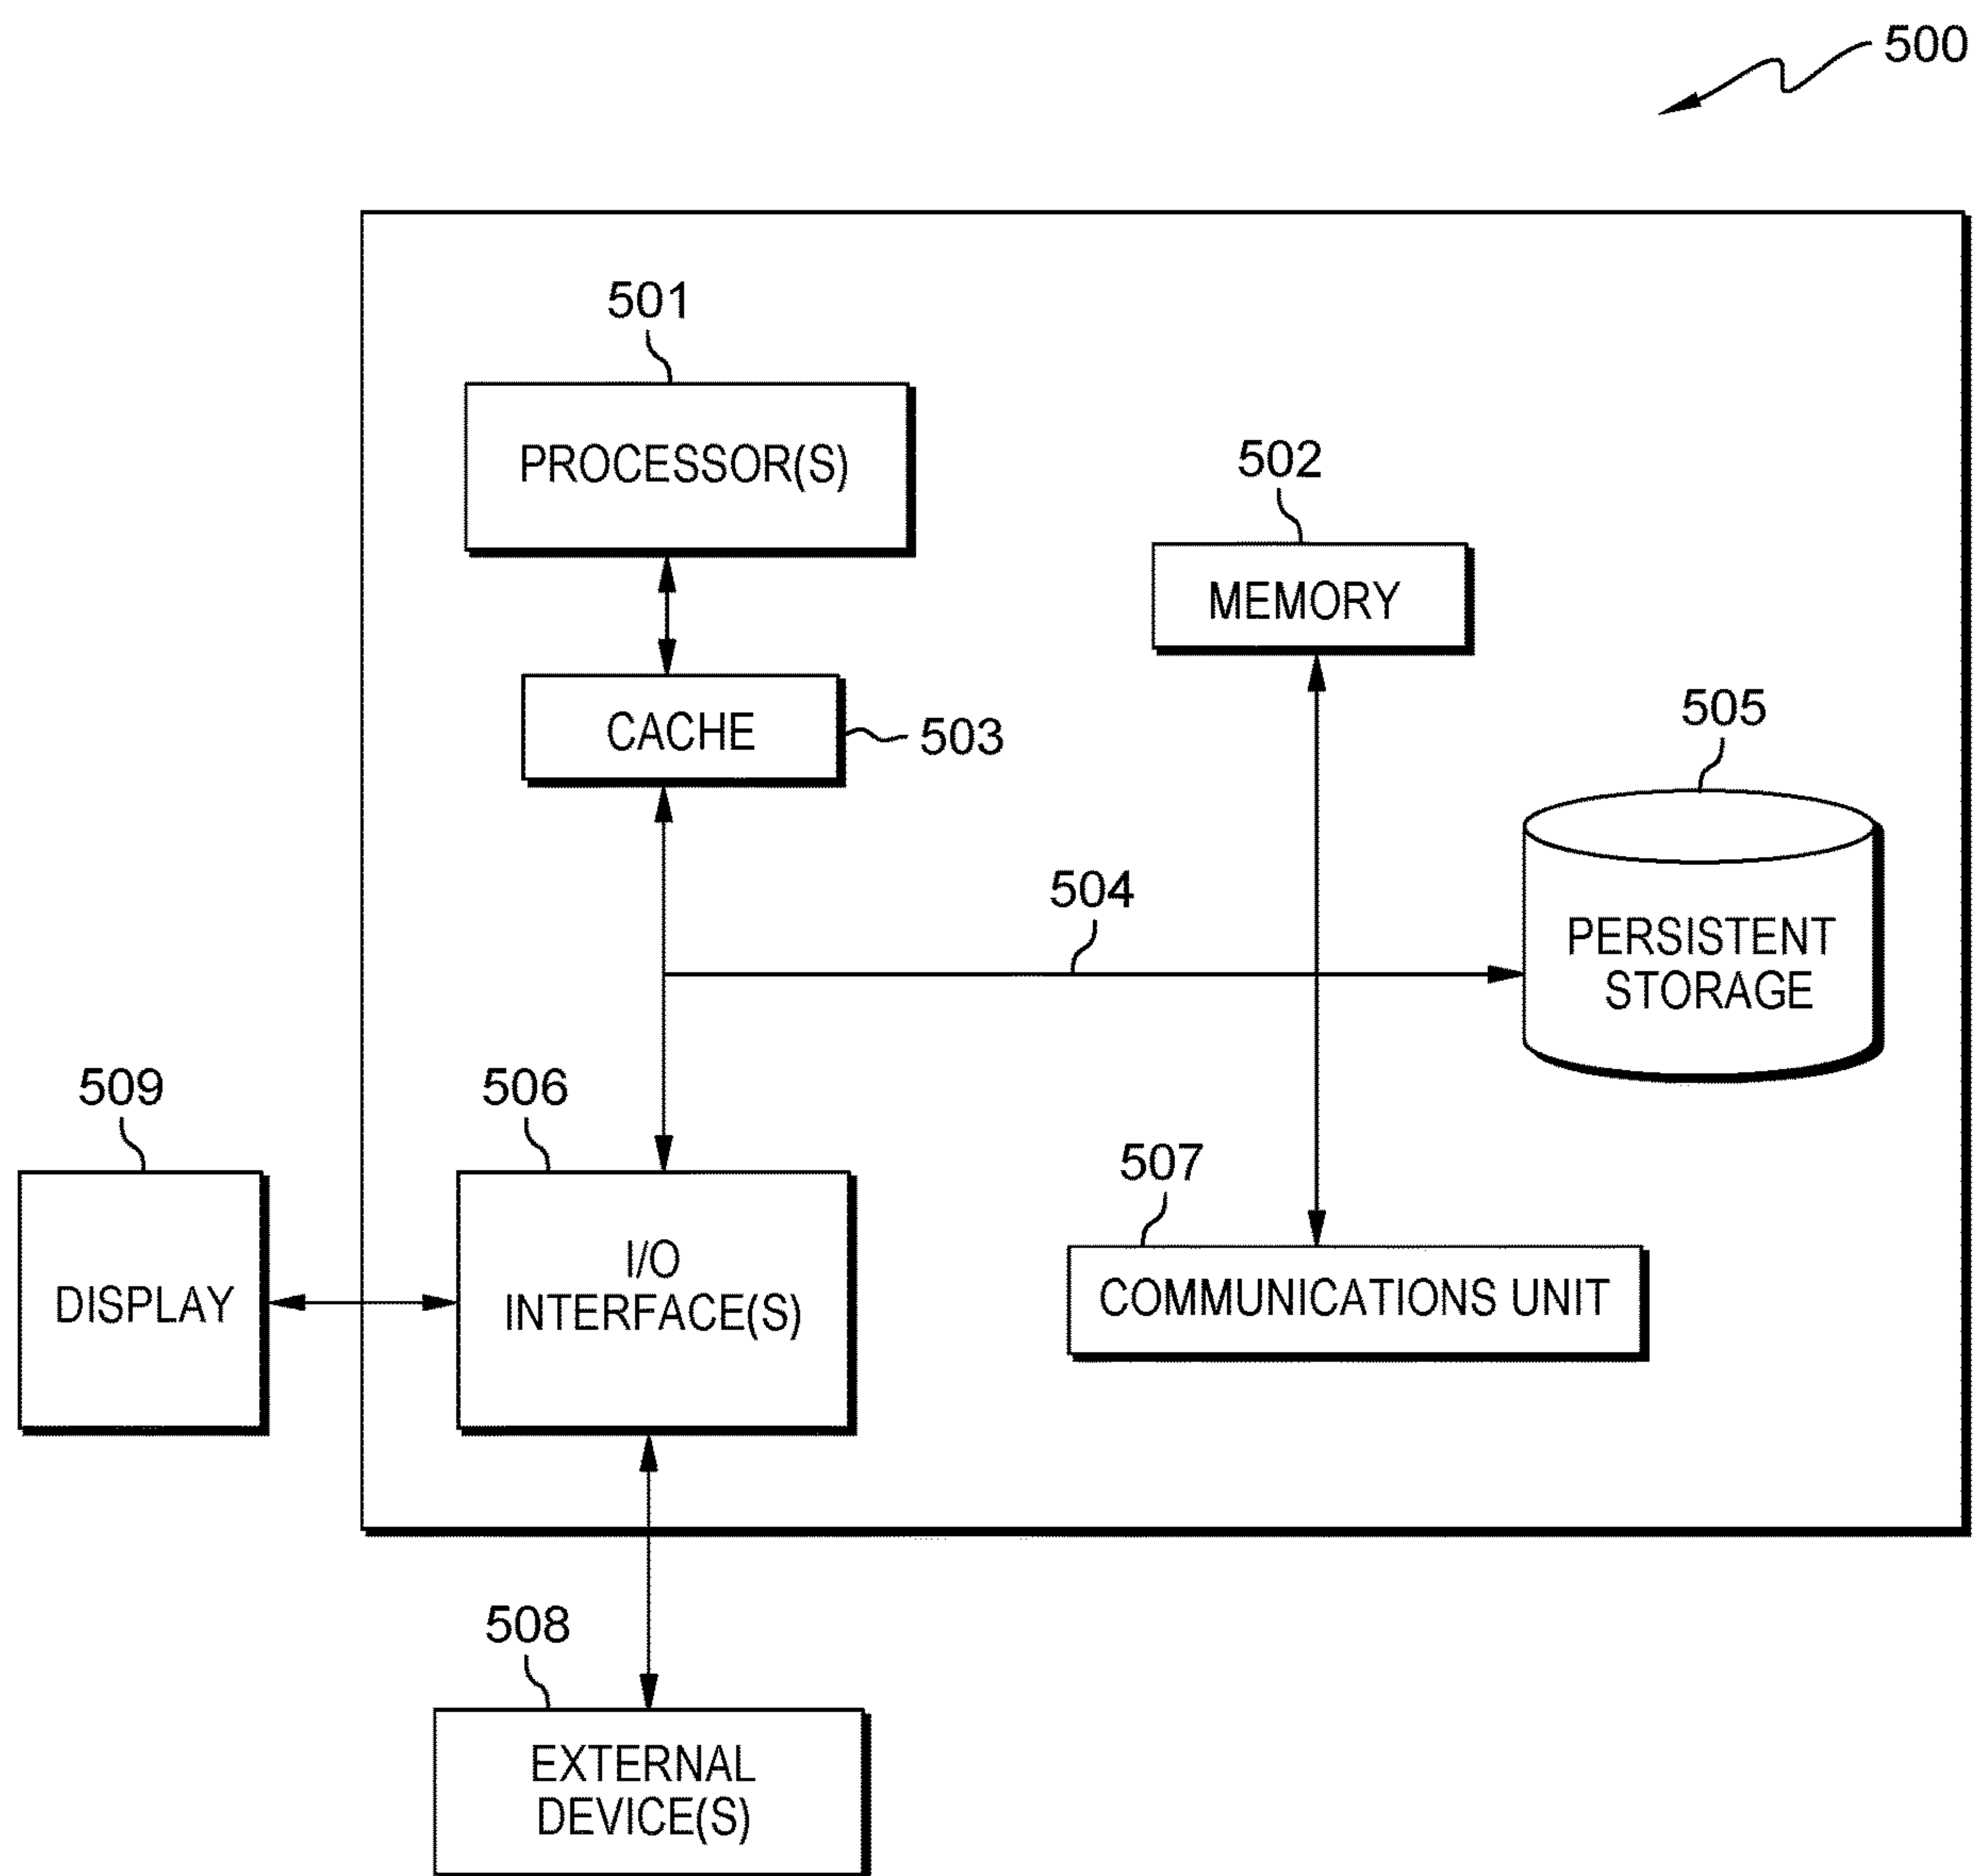 500
501
PROCESSOR(S)
502
MEMORY
CACHE
503
505
504
PERSISTENT
STORAGE
509
506
507
DISPLAY
I/O
INTERFACE(S)
COMMUNICATIONS UNIT
508
EXTERNAL
DEVICE(S)